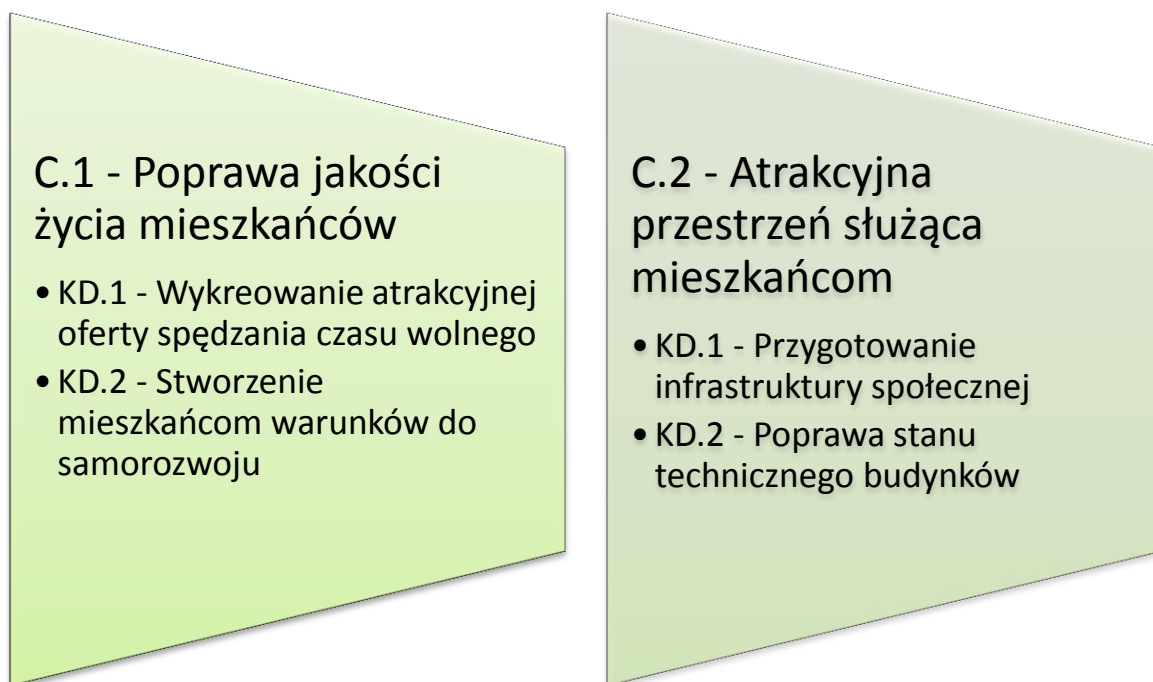 C.1 - Poprawa jakości
życia mieszkańców
• KD.1 - Wykreowanie atrakcyjnej
oferty spędzania czasu wolnego
• KD.2 - Stworzenie
mieszkańcom warunków do
samorozwoju
C.2 - Atrakcyjna
przestrzeń służąca
mieszkańcom
• KD.1 - Przygotowanie
infrastruktury społecznej
• KD.2 - Poprawa stanu
technicznego budynków